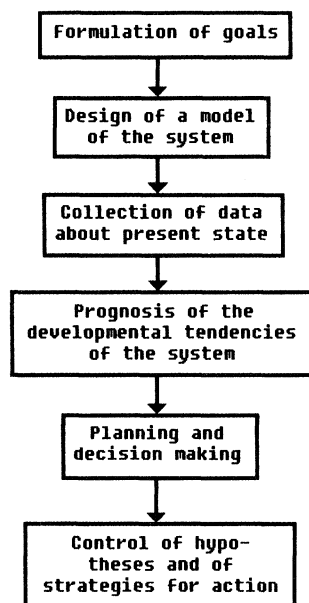 Formulation of goals
Design of a model
of the system
Collection of data
about present state
Prognosis of the
developmental tendencies
of the system
Planning and
decision making
Control of hypo-
theses and of
strategies for action